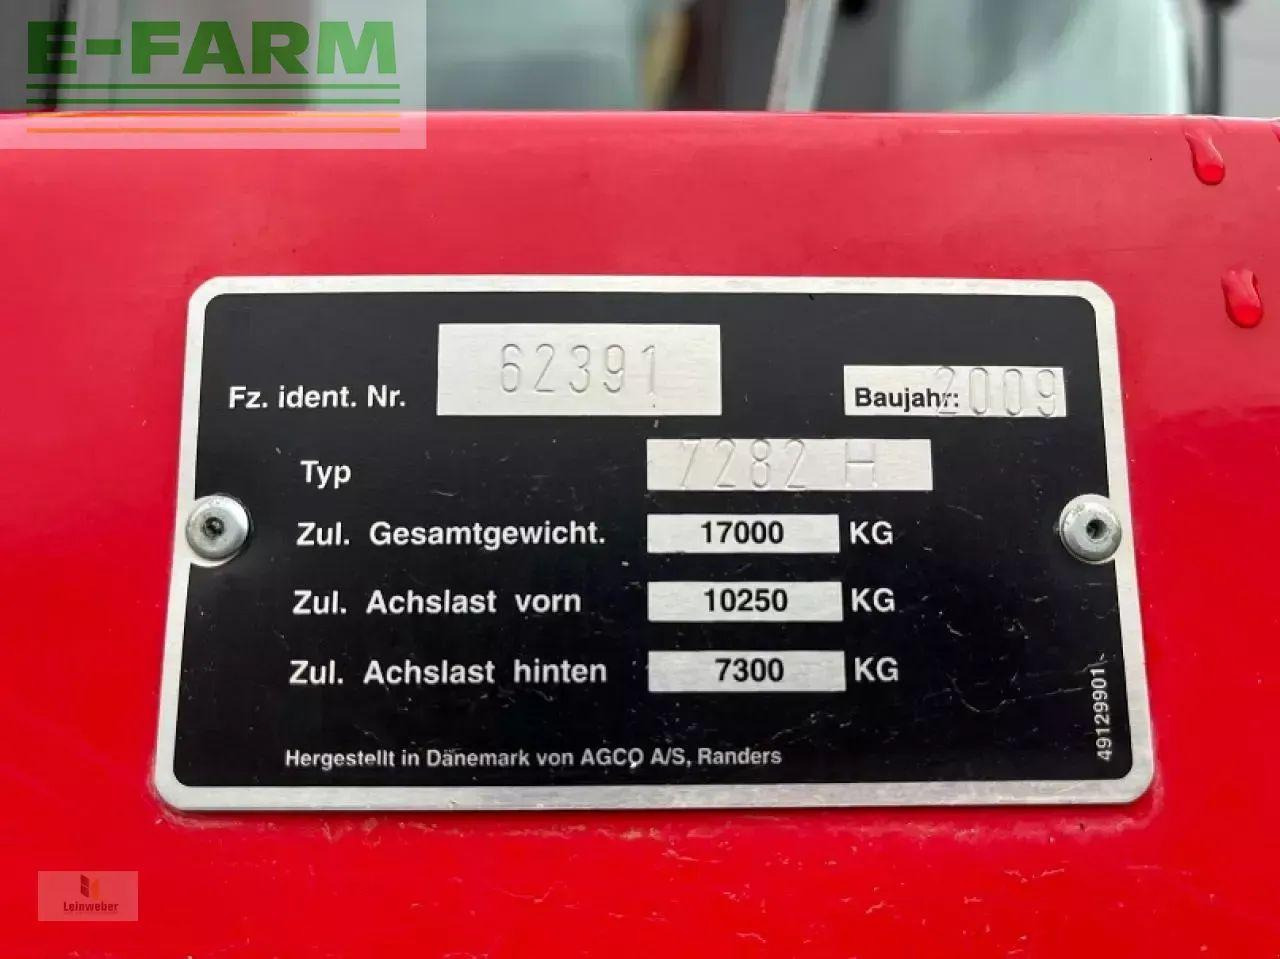 E-FARM
Fz. ident. Nr. 62391 Baujahr: 2009
Typ 7282 H
Zul. Gesamtgewicht. 17000 KG
Zul. Achslast vorn 10250 KG
Zul. Achslast hinten 7300 KG
Hergestellt in Dänemark von AGCO A/S, Randers
49129901
Leinweber